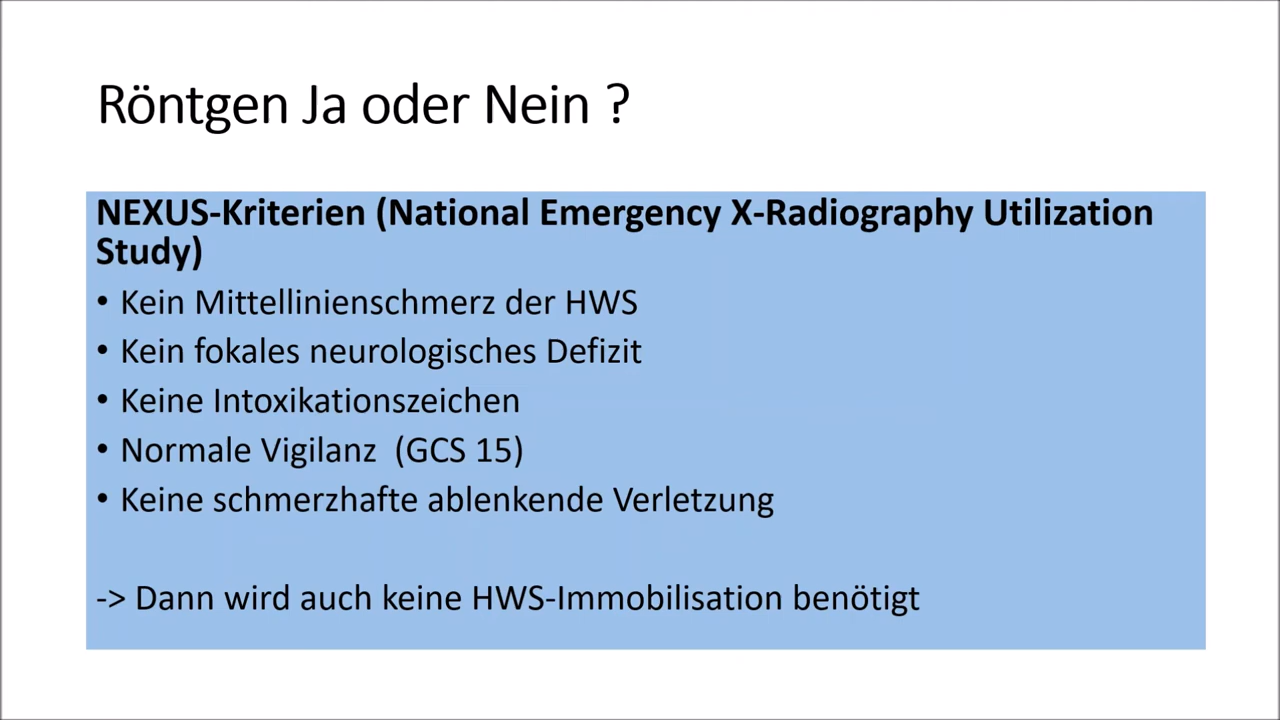 Röntgen Ja oder Nein ?
NEXUS-Kriterien (National Emergency X-Radiography Utilization
Study)
• Kein Mittellinienschmerz der HWS
• Kein fokales neurologisches Defizit
• Keine Intoxikationszeichen
• Normale Vigilanz  (GCS 15)
• Keine schmerzhafte ablenkende Verletzung
-> Dann wird auch keine HWS-Immobilisation benötigt